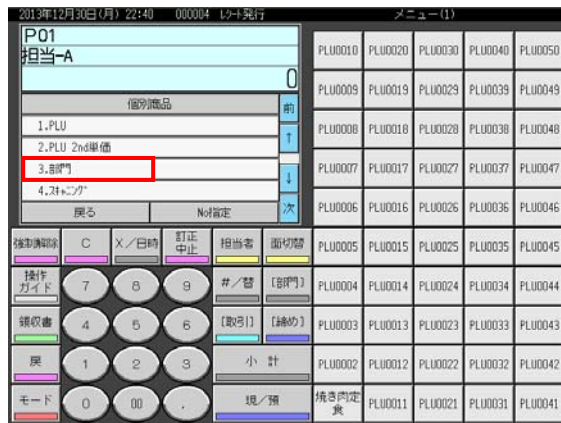 2013年12月30日(月) 22:40 000004 レシート発行 メニュー(1)
P01
担当-A
0
個別商品
前
1.PLU
2.PLU 2nd単価
↑
3.部門
↓
4.スキャニング
戻る No指定 次
強制解除 C X/日時 訂正中止 担当者 面切替
操作ガイド 7 8 9 #/替 [部門]
領収書 4 5 6 [取引] [締め]
戻 1 2 3 小 計
モード 0 00 . 現/預
PLU0010 PLU0020 PLU0030 PLU0040 PLU0050
PLU0009 PLU0019 PLU0029 PLU0039 PLU0049
PLU0008 PLU0018 PLU0028 PLU0038 PLU0048
PLU0007 PLU0017 PLU0027 PLU0037 PLU0047
PLU0006 PLU0016 PLU0026 PLU0036 PLU0046
PLU0005 PLU0015 PLU0025 PLU0035 PLU0045
PLU0004 PLU0014 PLU0024 PLU0034 PLU0044
PLU0003 PLU0013 PLU0023 PLU0033 PLU0043
PLU0002 PLU0012 PLU0022 PLU0032 PLU0042
焼き肉定食 PLU0011 PLU0021 PLU0031 PLU0041